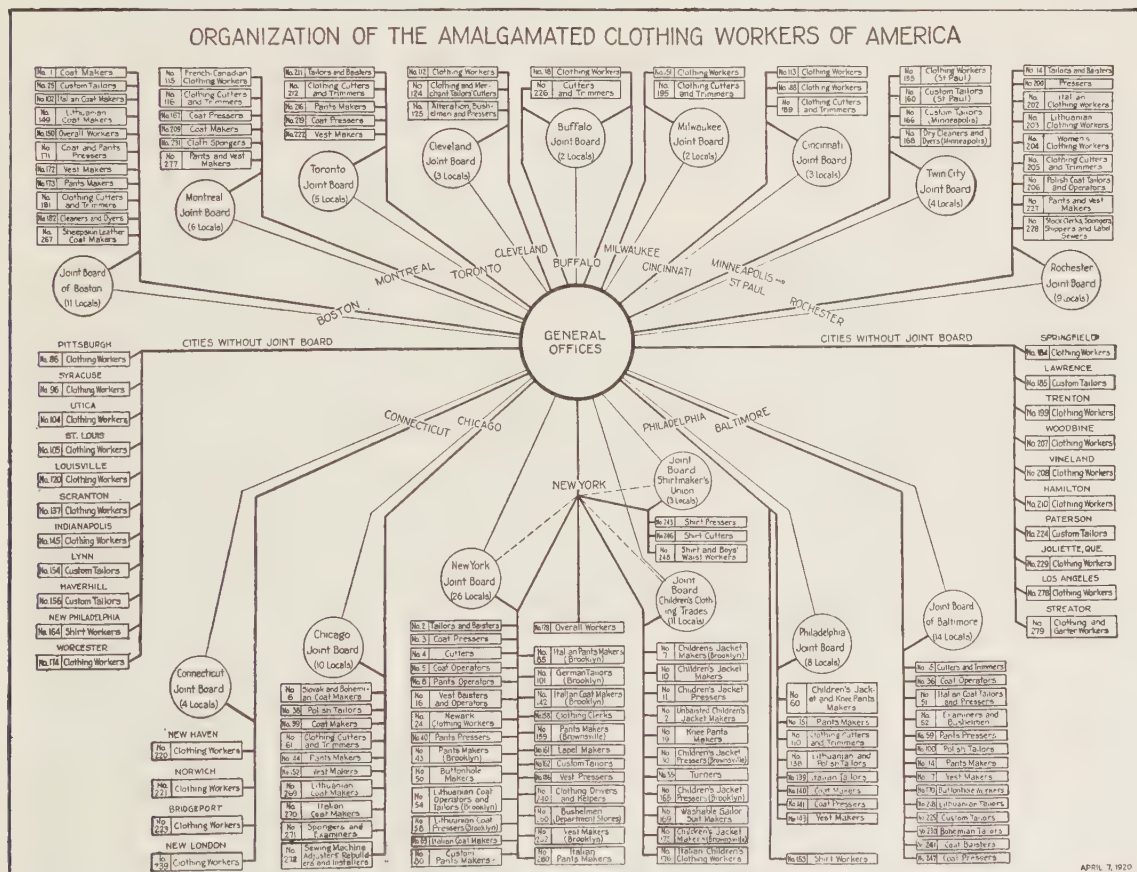 ORGANIZATION OF THE AMALGAMATED CLOTHING WORKERS OF AMERICA
No. 1 Coat Makers
Custom Tailors
No. 102 Italian Coat Makers
No. 149 Lithuanian Coat Makers
No. 150 Overall Workers
No. 171 Coat and Pants Pressers
No. 172 Vest Makers
No. 173 Pants Makers
No. 181 Clothing Cutters and Trimmers
No. 182 Cleaners and Dyers
No. 267 Sheepskin Leather Coat Makers
Joint Board of Boston (11 Locals)
No. 115 French-Canadian Clothing Workers
No. 116 Clothing Cutters and Trimmers
No. 167 Coat Pressers
No. 209 Coat Makers
No. 251 Cloth Spongers
No. 277 Pants and Vest Makers
Montreal Joint Board (6 Locals)
No. 211 Tailors and Basters
No. 212 Clothing Cutters and Trimmers
No. 216 Pants Makers
No. 219 Coat Pressers
No. 222 Vest Makers
Toronto Joint Board (5 Locals)
No. 112 Clothing Workers
No. 124 Clothing and Merchant Tailors Cutters
No. 125 Alteration, Bushelmen and Pressers
Cleveland Joint Board (3 Locals)
No. 18 Clothing Workers
No. 226 Cutters and Trimmers
Buffalo Joint Board (2 Locals)
Clothing Workers
No. 195 Clothing Cutters and Trimmers
Milwaukee Joint Board (2 Locals)
No. 113 Clothing Workers
Clothing Workers
No. 189 Clothing Cutters and Trimmers
Cincinnati Joint Board (3 Locals)
Clothing Workers (St Paul)
No. 160 Custom Tailors (St Paul)
No. 166 Custom Tailors (Minneapolis)
No. 168 Dry Cleaners and Dyers (Minneapolis)
Twin City Joint Board (4 Locals)
No. 14 Tailors and Basters
No. 200 Pressers
No. 202 Italian Clothing Workers
No. 203 Lithuanian Clothing Workers
No. 204 Women's Clothing Workers
No. 205 Clothing Cutters and Trimmers
No. 206 Polish Coat Tailors and Operators
No. 227 Pants and Vest Makers
No. 228 Stock Clerks, Spongers, Shippers and Label Sewers
Rochester Joint Board (9 Locals)
BOSTON
MONTREAL
TORONTO
CLEVELAND
BUFFALO
MILWAUKEE
CINCINNATI
MINNEAPOLIS
ST PAUL
ROCHESTER
GENERAL OFFICES
CITIES WITHOUT JOINT BOARD
PITTSBURGH
No. 86 Clothing Workers
SYRACUSE
No. 96 Clothing Workers
UTICA
No. 104 Clothing Workers
ST. LOUIS
No. 105 Clothing Workers
LOUISVILLE
No. 120 Clothing Workers
SCRANTON
No. 137 Clothing Workers
INDIANAPOLIS
No. 145 Clothing Workers
LYNN
No. 154 Custom Tailors
HAVERHILL
No. 156 Custom Tailors
NEW PHILADELPHIA
No. 164 Shirt Workers
WORCESTER
No. 174 Clothing Workers
CITIES WITHOUT JOINT BOARD
SPRINGFIELD
No. 184 Clothing Workers
LAWRENCE
No. 185 Custom Tailors
TRENTON
No. 199 Clothing Workers
WOODBINE
No. 207 Clothing Workers
VINELAND
No. 208 Clothing Workers
HAMILTON
No. 210 Clothing Workers
PATERSON
No. 224 Custom Tailors
JOLIETTE, QUE.
No. 229 Clothing Workers
LOS ANGELES
No. 278 Clothing Workers
STREATOR
No. 279 Clothing and Garter Workers
CONNECTICUT
CHICAGO
NEW YORK
PHILADELPHIA
BALTIMORE
Connecticut Joint Board (4 Locals)
NEW HAVEN
No. 220 Clothing Workers
NORWICH
No. 221 Clothing Workers
BRIDGEPORT
No. 223 Clothing Workers
NEW LONDON
Clothing Workers
Chicago Joint Board (10 Locals)
No. 6 Slovak and Bohemian Coat Makers
No. 38 Polish Tailors
No. 39 Coat Makers
No. 61 Clothing Cutters and Trimmers
No. 44 Pants Makers
No. 152 Vest Makers
No. 269 Lithuanian Coat Makers
No. 270 Italian Coat Makers
No. 271 Spongers and Examiners
No. 272 Sewing Machine Adjusters, Rebuilders and Installers
New York Joint Board (26 Locals)
No. 2 Tailors and Basters
No. 3 Coat Pressers
No. 4 Cutters
No. 5 Coat Operators
No. 8 Pants Operators
No. 16 Vest Basters and Operators
No. 24 Newark Clothing Workers
No. 40 Pants Pressers
No. 43 Pants Makers (Brooklyn)
No. 50 Buttonhole Makers
No. 54 Lithuanian Coat Operators and Tailors (Brooklyn)
No. 58 Lithuanian Coat Pressers (Brooklyn)
Italian Coat Makers
No. 80 Custom Pants Makers
No. 178 Overall Workers
No. 85 Italian Pants Makers (Brooklyn)
No. 101 German Tailors (Brooklyn)
No. 142 Italian Coat Makers (Brooklyn)
No. 158 Clothing Clerks
No. 159 Pants Makers (Brownsville)
No. 161 Label Makers
No. 162 Custom Tailors
No. 186 Vest Pressers
Clothing Drivers and Helpers
Bushelmen (Department Stores)
No. 262 Vest Makers (Brooklyn)
No. 280 Italian Pants Makers
Joint Board Shirtmaker's Union (3 Locals)
No. 243 Shirt Pressers
No. 246 Shirt Cutters
No. 248 Shirt and Boys' Waist Workers
Joint Board Children's Clothing Trades (11 Locals)
No. 7 Children's Jacket Makers (Brooklyn)
No. 10 Children's Jacket Makers
No. 11 Children's Jacket Pressers
Unbasted Children's Jacket Makers
No. 19 Knee Pants Makers
Children's Jacket Pressers (Brownsville)
No. 55 Turners
No. 165 Children's Jacket Pressers (Brooklyn)
No. 169 Washable Sailor Suit Makers
Children's Jacket Makers (Brownsville)
No. 176 Italian Children's Clothing Workers
Philadelphia Joint Board (8 Locals)
No. 60 Children's Jacket and Knee Pants Makers
Pants Makers
No. 110 Clothing Cutters and Trimmers
No. 138 Lithuanian and Polish Tailors
No. 139 Italian Tailors
No. 140 Coat Makers
No. 141 Coat Pressers
No. 143 Vest Makers
No. 163 Shirt Workers
Joint Board of Baltimore (14 Locals)
Cutters and Trimmers
No. 36 Coat Operators
No. 51 Italian Coat Tailors and Pressers
No. 52 Examiners and Bushelmen
No. 59 Pants Pressers
No. 100 Polish Tailors
Pants Makers
Vest Makers
No. 170 Buttonhole Makers
No. 218 Lithuanian Tailors
No. 225 Custom Tailors
No. 230 Bohemian Tailors
No. 241 Coat Basters
No. 247 Coat Pressers
APRIL 7, 1920